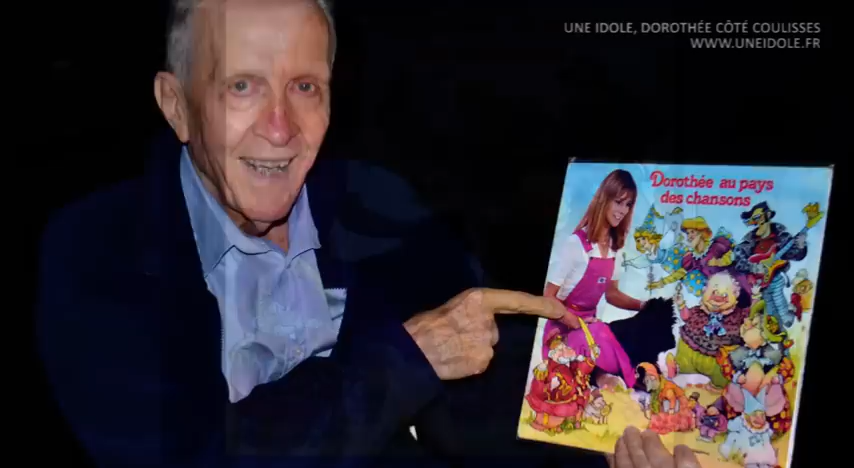 UNE IDOLE, DOROTHÉE CÔTÉ COULISSES
WWW.UNEIDOLE.FR
Dorothée au pays
des chansons